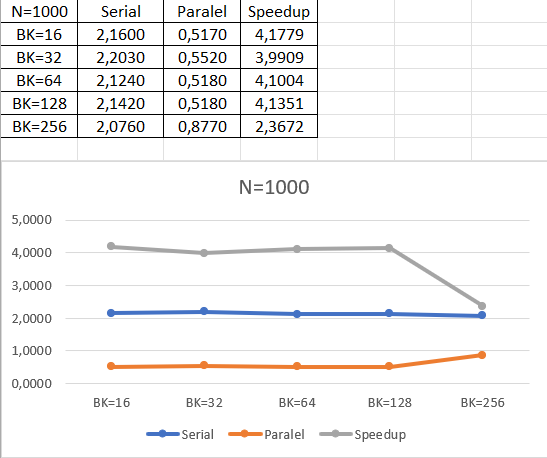 N=1000 Serial Paralel Speedup
BK=16 2,1600 0,5170 4,1779
BK=32 2,2030 0,5520 3,9909
BK=64 2,1240 0,5180 4,1004
BK=128 2,1420 0,5180 4,1351
BK=256 2,0760 0,8770 2,3672
N=1000
5,0000
4,0000
3,0000
2,0000
1,0000
0,0000
BK=16 BK=32 BK=64 BK=128 BK=256
Serial Paralel Speedup